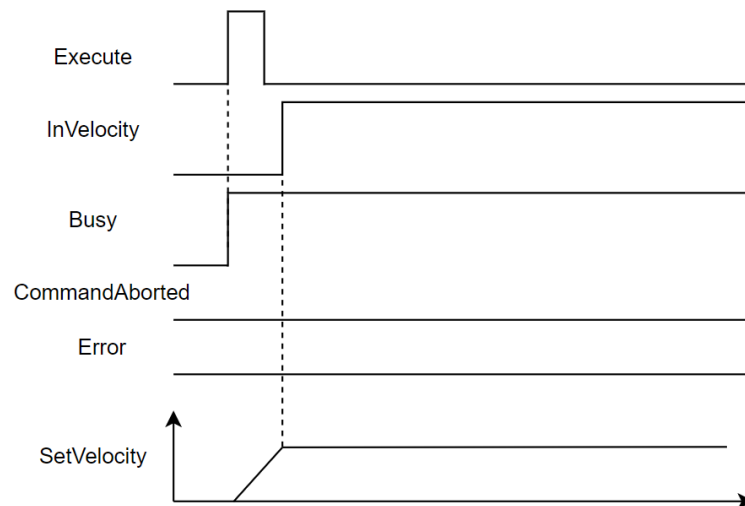 Execute
InVelocity
Busy
CommandAborted
Error
SetVelocity